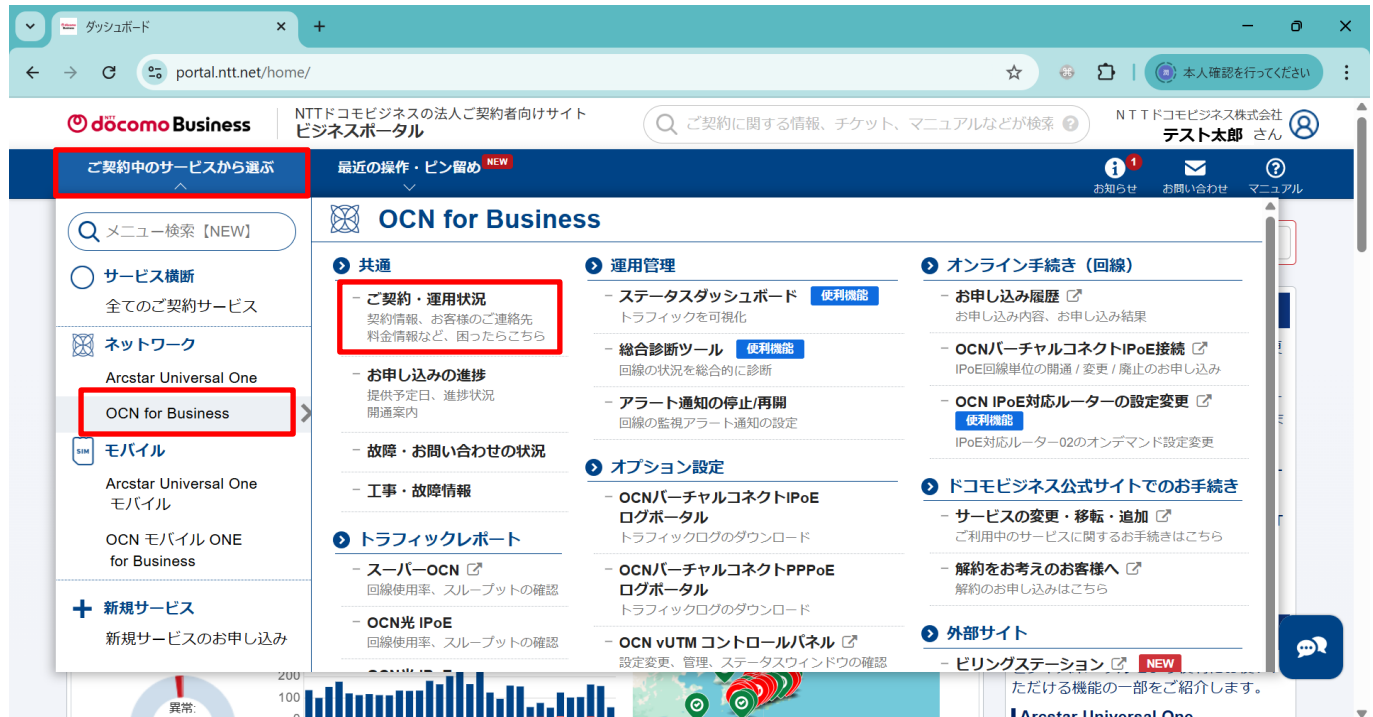 ダッシュボード
portal.ntt.net/home/
本人確認を行ってください
NTT
döcomo Business
NTTドコモビジネスの法人ご契約者向けサイト
ビジネスポータル
ご契約に関する情報、チケット、マニュアルなどが検索
NTTドコモビジネス株式会社
テスト太郎 さん
ご契約中のサービスから選ぶ
最近の操作・ピン留め NEW
1
お知らせ
お問い合わせ
マニュアル
メニュー検索【NEW】
サービス横断
全てのご契約サービス
ネットワーク
Arcstar Universal One
OCN for Business
SIM モバイル
Arcstar Universal One
モバイル
OCN モバイル ONE
for Business
新規サービス
新規サービスのお申し込み
OCN for Business
共通
ご契約・運用状況
契約情報、お客様のご連絡先
料金情報など、困ったらこちら
お申し込みの進捗
提供予定日、進捗状況
開通案内
故障・お問い合わせの状況
工事・故障情報
トラフィックレポート
スーパーOCN
回線使用率、スループットの確認
OCN光 IPoE
回線使用率、スループットの確認
運用管理
ステータスダッシュボード 便利機能
トラフィックを可視化
総合診断ツール 便利機能
回線の状況を総合的に診断
アラート通知の停止/再開
回線の監視アラート通知の設定
オプション設定
OCNバーチャルコネクトIPoE
ログポータル
トラフィックログのダウンロード
OCNバーチャルコネクトPPPoE
ログポータル
トラフィックログのダウンロード
OCN vUTM コントロールパネル
設定変更、管理、ステータスウィンドウの確認
オンライン手続き（回線）
お申し込み履歴
お申し込み内容、お申し込み結果
OCNバーチャルコネクトIPoE接続
IPoE回線単位の開通 / 変更 / 廃止のお申し込み
OCN IPoE対応ルーターの設定変更
便利機能
IPoE対応ルーター02のオンデマンド設定変更
ドコモビジネス公式サイトでのお手続き
サービスの変更・移転・追加
ご利用中のサービスに関するお手続きはこちら
解約をお考えのお客様へ
解約のお申し込みはこちら
外部サイト
ビリングステーション NEW
異常:
200
100
ただける機能の一部をご紹介します。
Arcstar Universal One